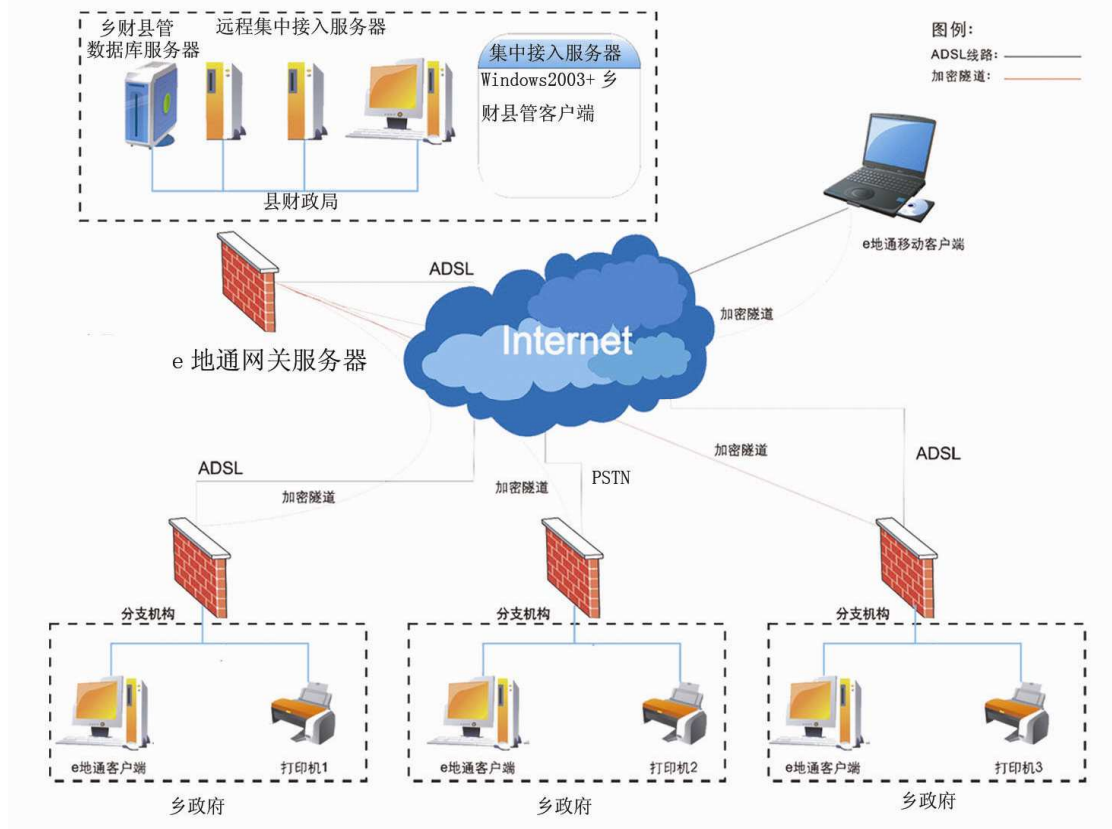 乡财县管
数据库服务器
远程集中接入服务器
集中接入服务器
Windows2003+ 乡
财县管客户端
县财政局
图例：
ADSL线路：
加密隧道：
e地通移动客户端
ADSL
Internet
加密隧道
e 地通网关服务器
ADSL
加密隧道
加密隧道
PSTN
加密隧道
ADSL
分支机构
分支机构
分支机构
e地通客户端
打印机1
e地通客户端
打印机2
e地通客户端
打印机3
乡政府
乡政府
乡政府